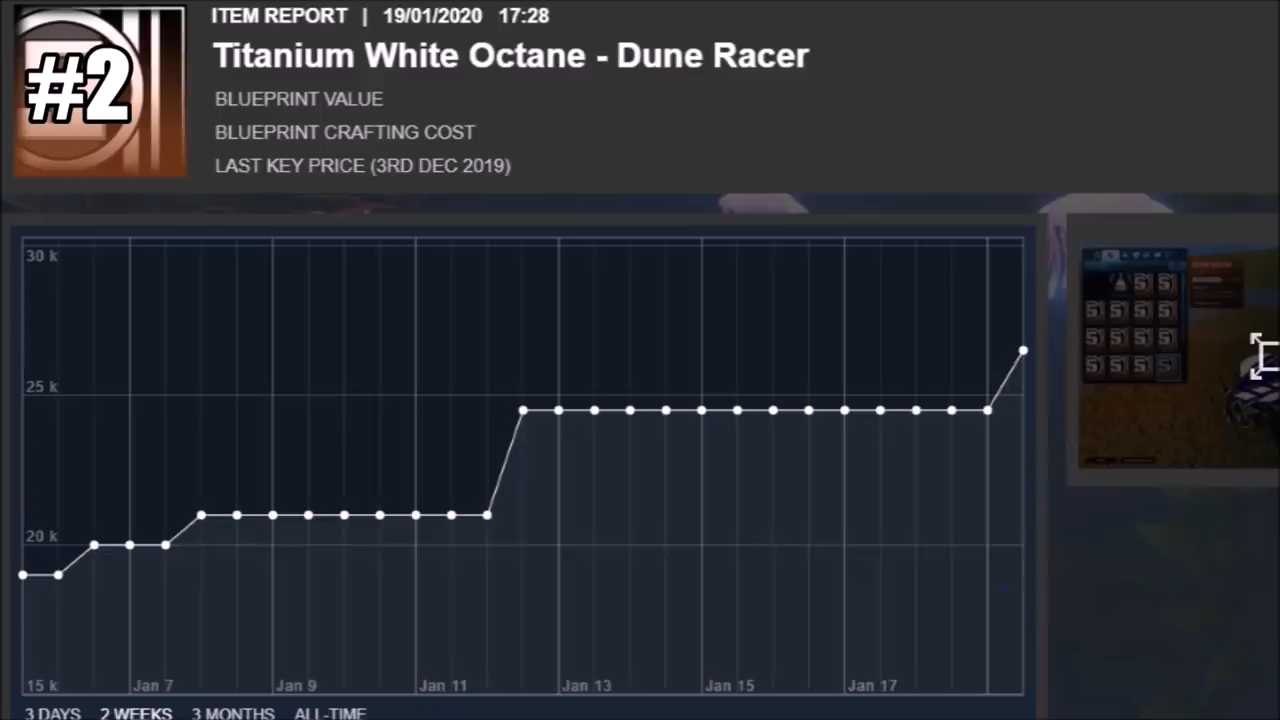 #2
ITEM REPORT | 19/01/2020 17:28
Titanium White Octane - Dune Racer
BLUEPRINT VALUE
BLUEPRINT CRAFTING COST
LAST KEY PRICE (3RD DEC 2019)
30 k
25 k
20 k
15 k Jan 7 Jan 9 Jan 11 Jan 13 Jan 15 Jan 17
3 DAYS 2 WEEKS 3 MONTHS ALL-TIME